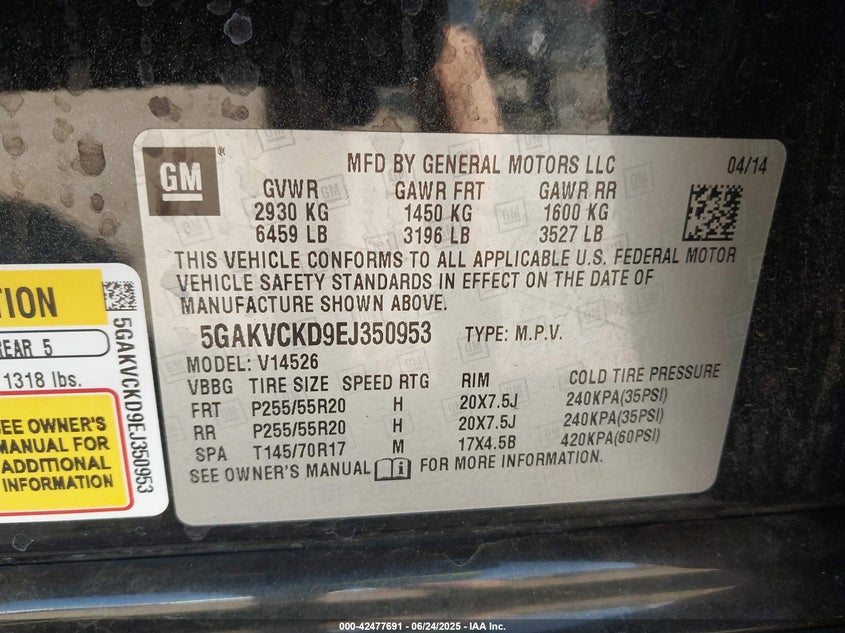 GM
MFD BY GENERAL MOTORS LLC 04/14
GVWR GAWR FRT GAWR RR
2930 KG 1450 KG 1600 KG
6459 LB 3196 LB 3527 LB
THIS VEHICLE CONFORMS TO ALL APPLICABLE U.S. FEDERAL MOTOR
VEHICLE SAFETY STANDARDS IN EFFECT ON THE DATE OF
MANUFACTURE SHOWN ABOVE.
5GAKVCKD9EJ350953 TYPE: M.P.V.
MODEL: V14526
VBBG TIRE SIZE SPEED RTG RIM COLD TIRE PRESSURE
FRT P255/55R20 H 20X7.5J 240KPA(35PSI)
RR P255/55R20 H 20X7.5J 240KPA(35PSI)
SPA T145/70R17 M 17X4.5B 420KPA(60PSI)
SEE OWNER'S MANUAL FOR MORE INFORMATION.
REAR 5
1318 lbs.
SEE OWNER'S
MANUAL FOR
ADDITIONAL
INFORMATION
5GAKVCKD9EJ350953
000-42477691 - 06/24/2025 - IAA Inc.